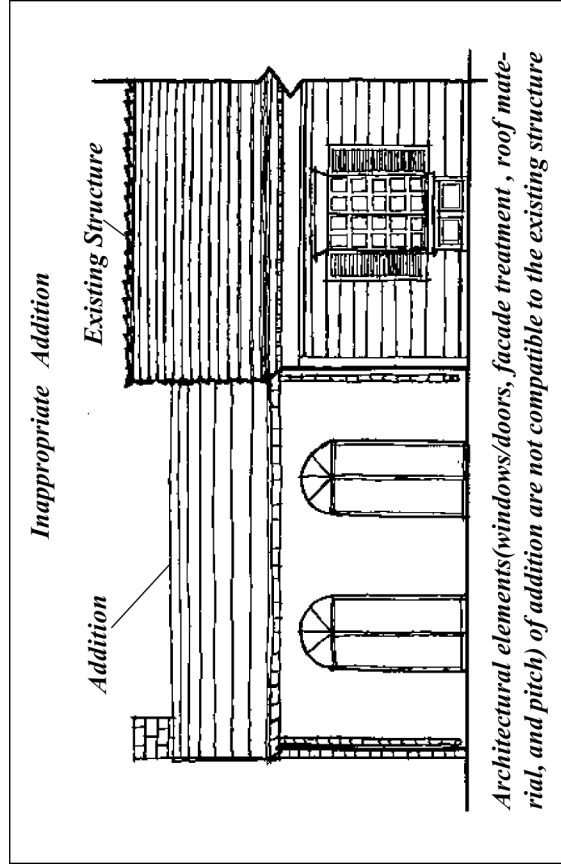 Inappropriate Addition
Existing Structure
Addition
Architectural elements(windows/doors, facade treatment , roof mate-
rial, and pitch) of addition are not compatible to the existing structure